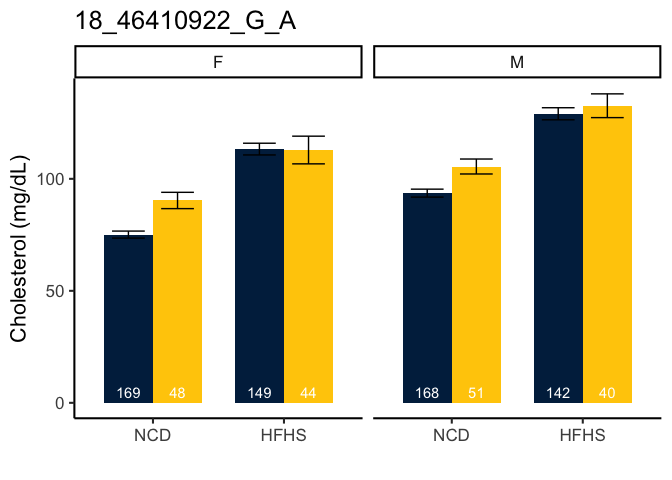 18_46410922_G_A
F M
Cholesterol (mg/dL)
100
50
0
169 48 149 44 168 51 142 40
NCD HFHS NCD HFHS